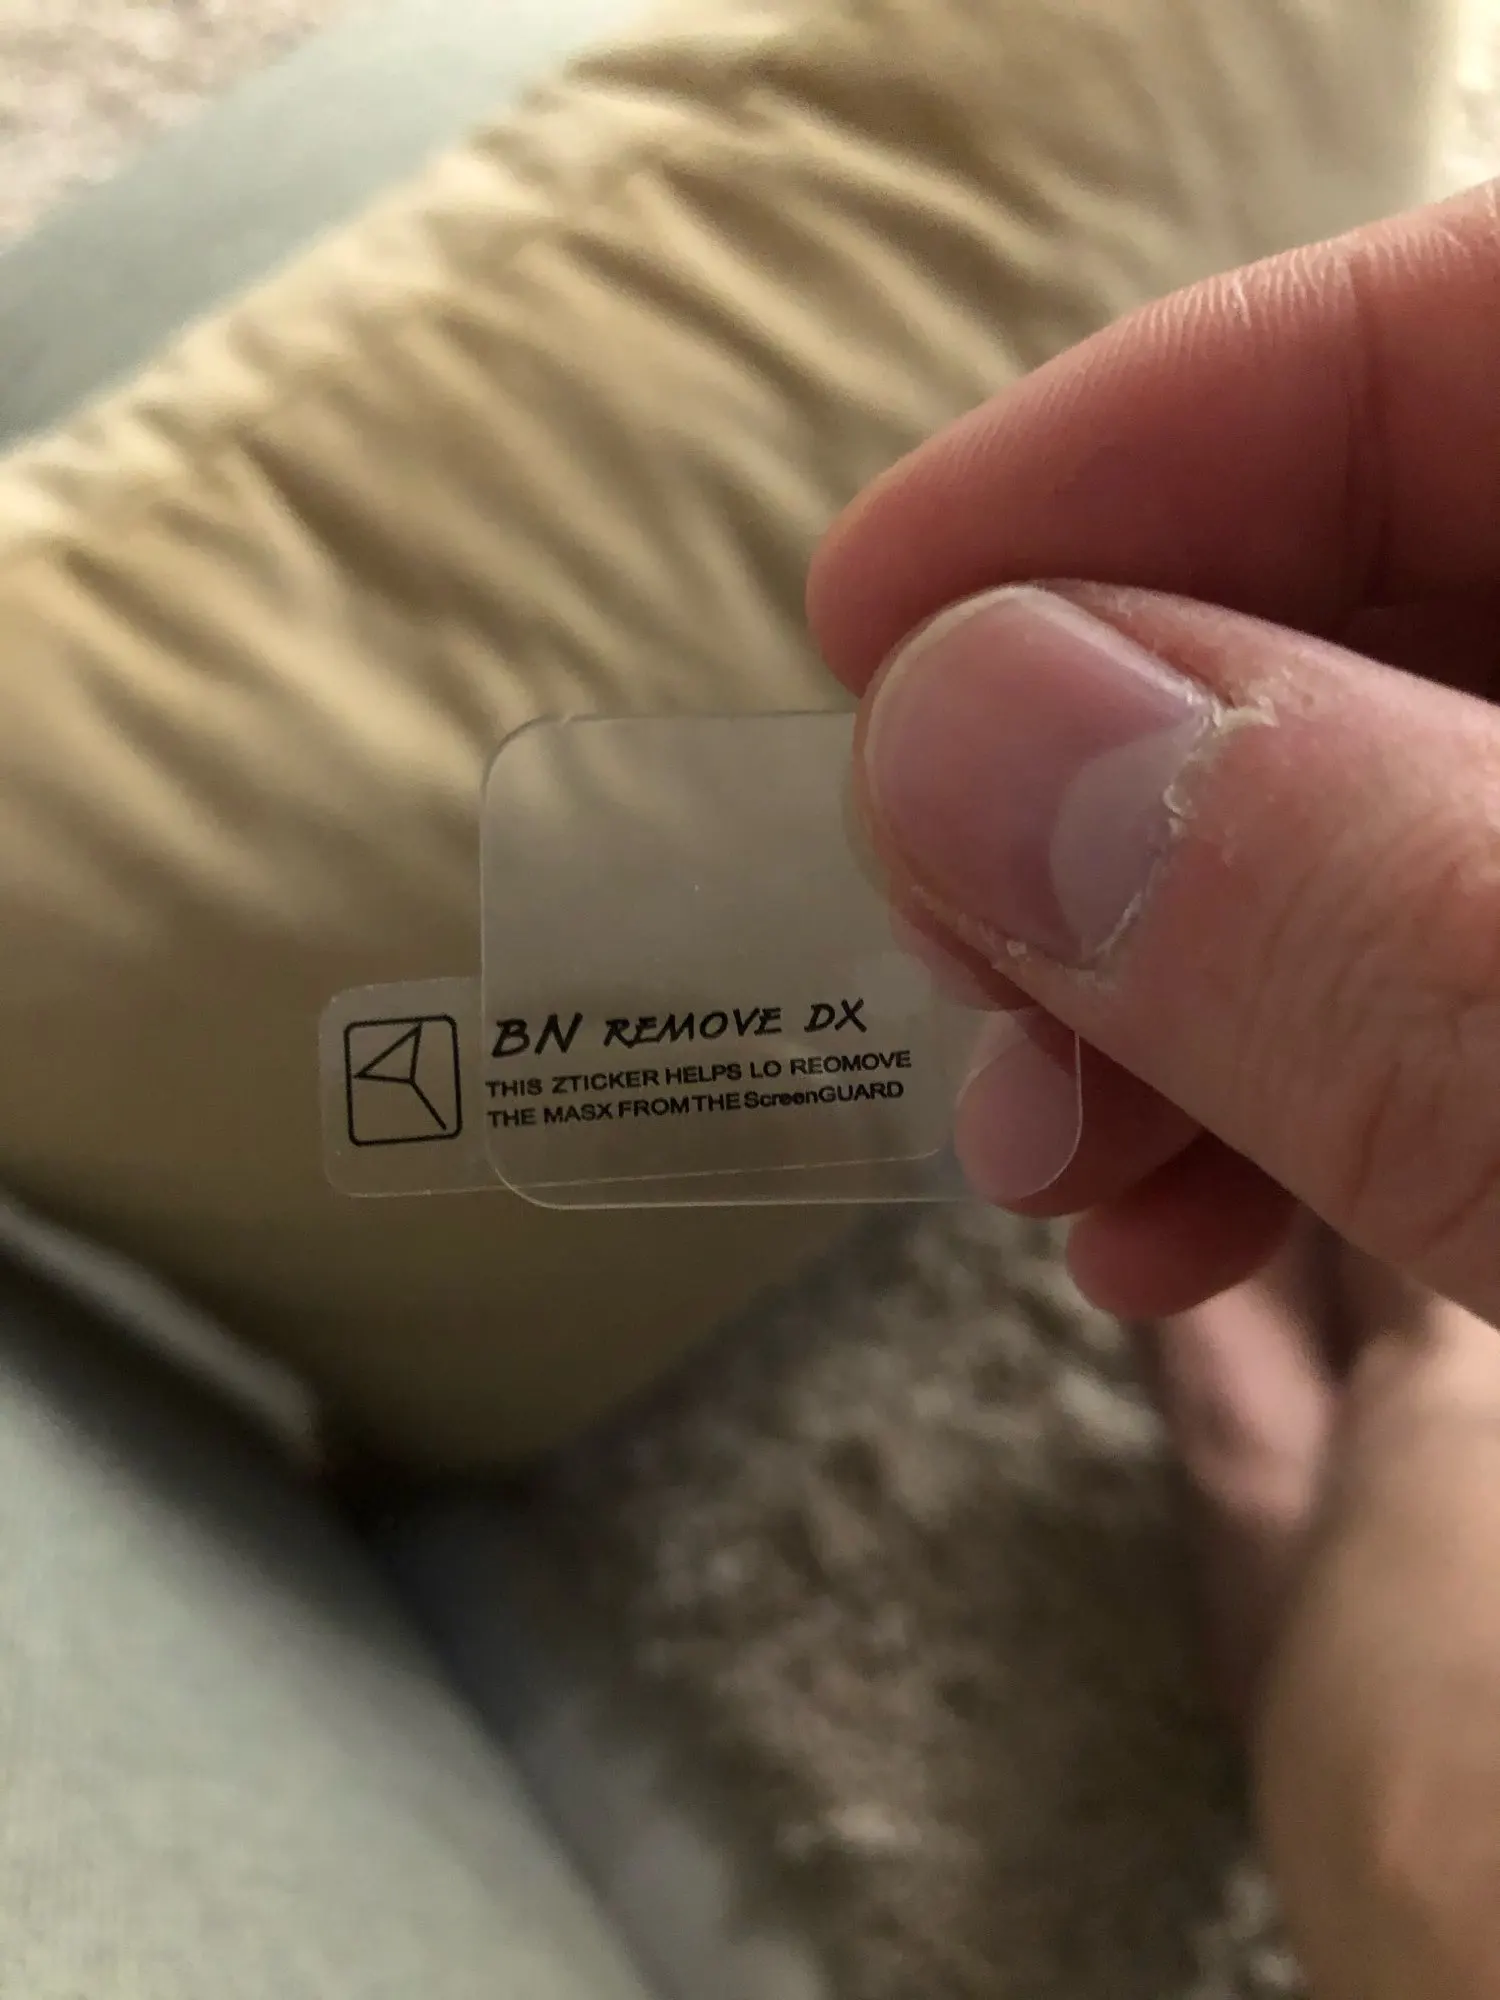 BN REMOVE DX
THIS ZTICKER HELPS LO REOMOVE
THE MASX FROM THE ScreenGUARD